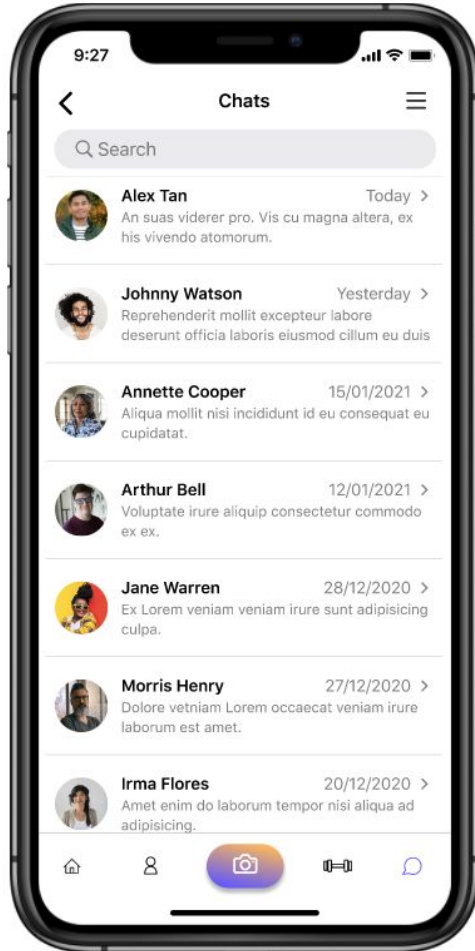 9:27
Chats
Search
Alex Tan
Today
An suas viderer pro. Vis cu magna altera, ex
his vivendo atomorum.
Johnny Watson
Yesterday
Reprehenderit mollit excepteur labore
deserunt officia laboris eiusmod cillum eu duis
Annette Cooper
15/01/2021
Aliqua mollit nisi incididunt id eu consequat eu
cupidatat.
Arthur Bell
12/01/2021
Voluptate irure aliquip consectetur commodo
ex ex.
Jane Warren
28/12/2020
Ex Lorem veniam veniam irure sunt adipisicing
culpa.
Morris Henry
27/12/2020
Dolore vetniam Lorem occaecat veniam irure
laborum est amet.
Irma Flores
20/12/2020
Amet enim do laborum tempor nisi aliqua ad
adipisicing.